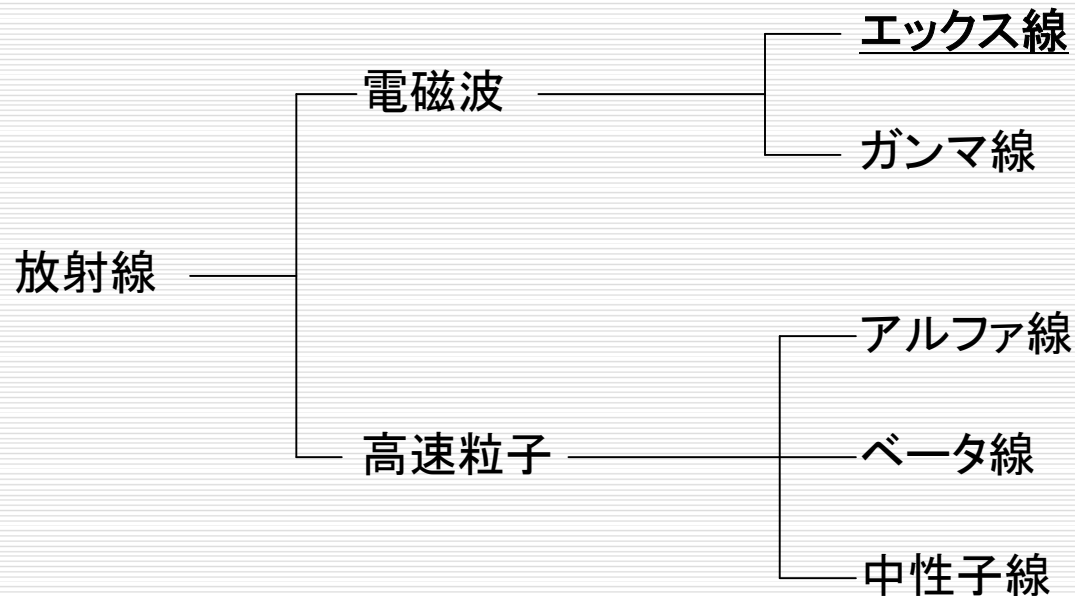 エックス線
電磁波
ガンマ線
放射線
アルファ線
高速粒子
ベータ線
中性子線